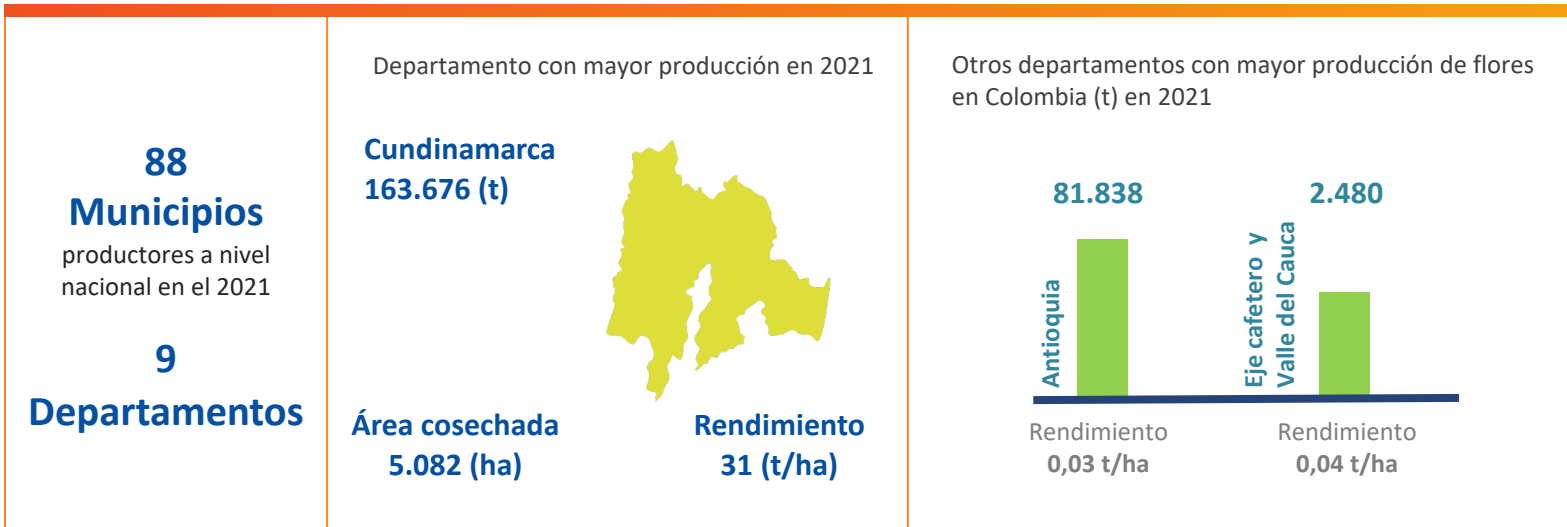 88
Municipios
productores a nivel
nacional en el 2021
9
Departamentos
Departamento con mayor producción en 2021
Cundinamarca
163.676 (t)
Área cosechada
5.082 (ha)
Rendimiento
31 (t/ha)
Otros departamentos con mayor producción de flores
en Colombia (t) en 2021
81.838
Antioquia
Rendimiento
0,03 t/ha
2.480
Eje cafetero y
Valle del Cauca
Rendimiento
0,04 t/ha